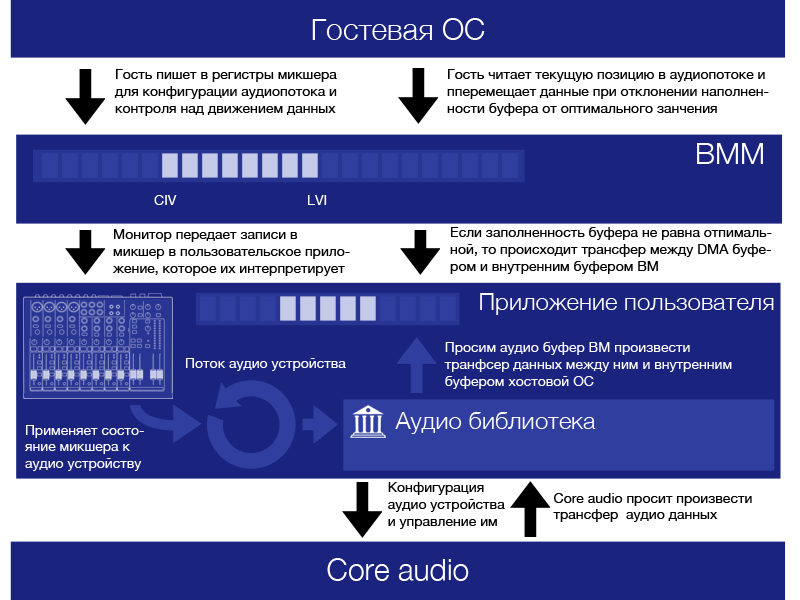 Гостевая ОС
Гость пишет в регистры микшера
для конфигурации аудиопотока и
контроля над движением данных
Гость читает текущую позицию в аудиопотоке и
пперемещает данные при отклонении наполнен-
ности буфера от оптимального занчения
ВММ
CIV
LVI
Монитор передает записи в
микшер в пользовательское прило-
жение, которое их интерпретирует
Если заполненность буфера не равна отпималь-
ной, то происходит трансфер между DMA буфе-
ром и внутренним буфером ВМ
Приложение пользователя
Поток аудио устройства
Просим аудио буфер ВМ произвести
транфсер данных между ним и внутренним
буфером хостовой ОС
Аудио библиотека
Применяет состо-
яние микшера к
аудио устройству
Конфигурация
аудио устройства
и управление им
Core audio просит произвести
трансфер аудио данных
Core audio